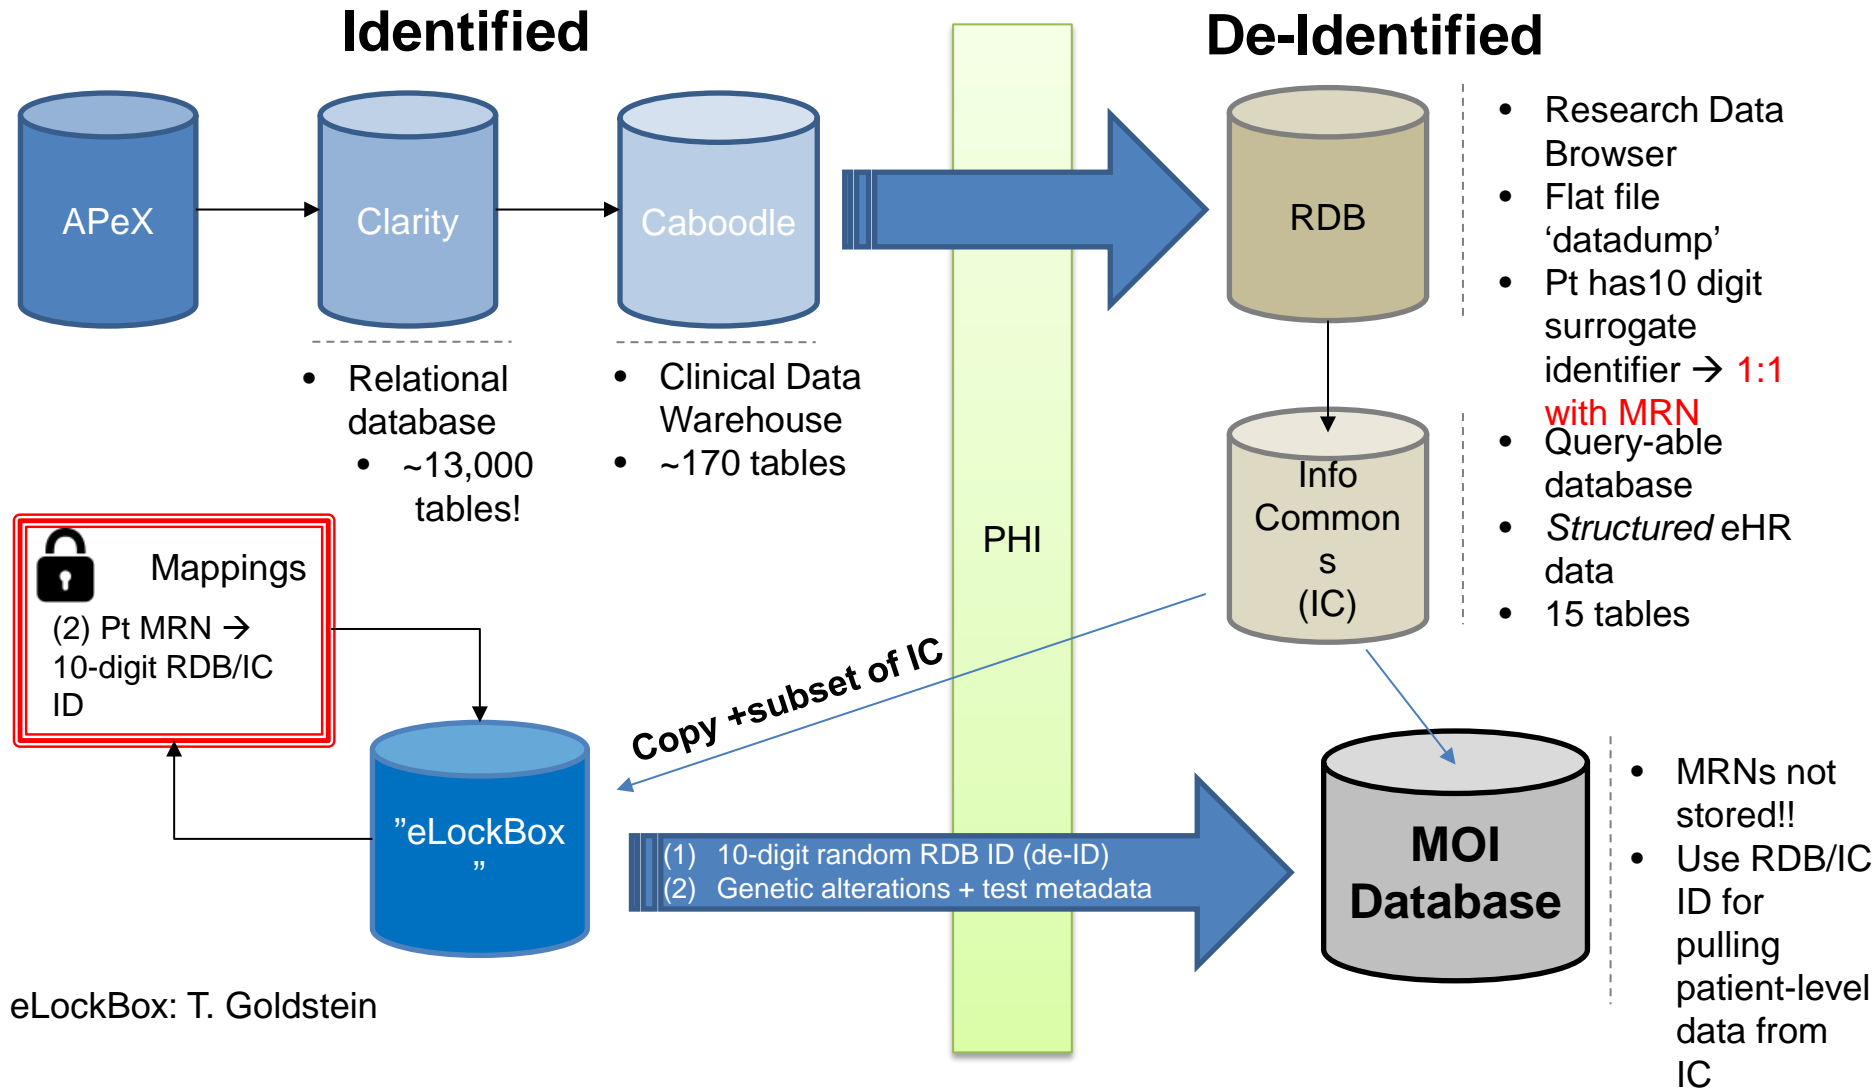 Identified
De-Identified
APeX
Clarity
Caboodle
RDB
• Research Data
Browser
• Flat file
‘datadump’
• Pt has10 digit
surrogate
identifier → 1:1
with MRN
• Relational
database
• ~13,000
tables!
• Clinical Data
Warehouse
• ~170 tables
PHI
Info
Common
s
(IC)
• Query-able
database
• Structured eHR
data
• 15 tables
Mappings
(2) Pt MRN →
10-digit RDB/IC
ID
Copy +subset of IC
”eLockBox
”
(1) 10-digit random RDB ID (de-ID)
(2) Genetic alterations + test metadata
MOI
Database
• MRNs not
stored!!
• Use RDB/IC
ID for
pulling
patient-level
data from
IC
eLockBox: T. Goldstein